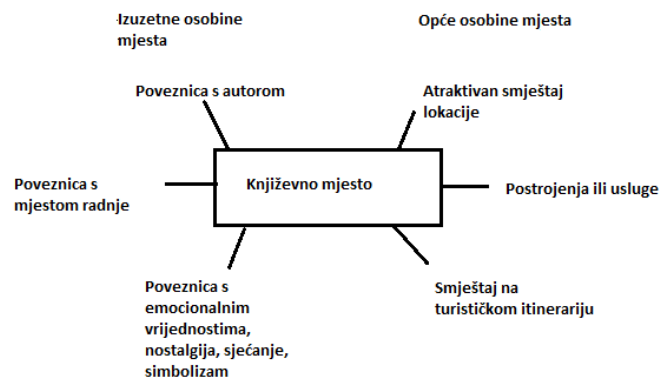 Izuzetne osobine
mjesta
Opće osobine mjesta
Poveznica s autorom
Atraktivan smještaj
lokacije
Poveznica s
mjestom radnje
Književno mjesto
Postrojenja ili usluge
Poveznica s
emocionalnim
vrijednostima,
nostalgija, sjećanje,
simbolizam
Smještaj na
turističkom itinerariju